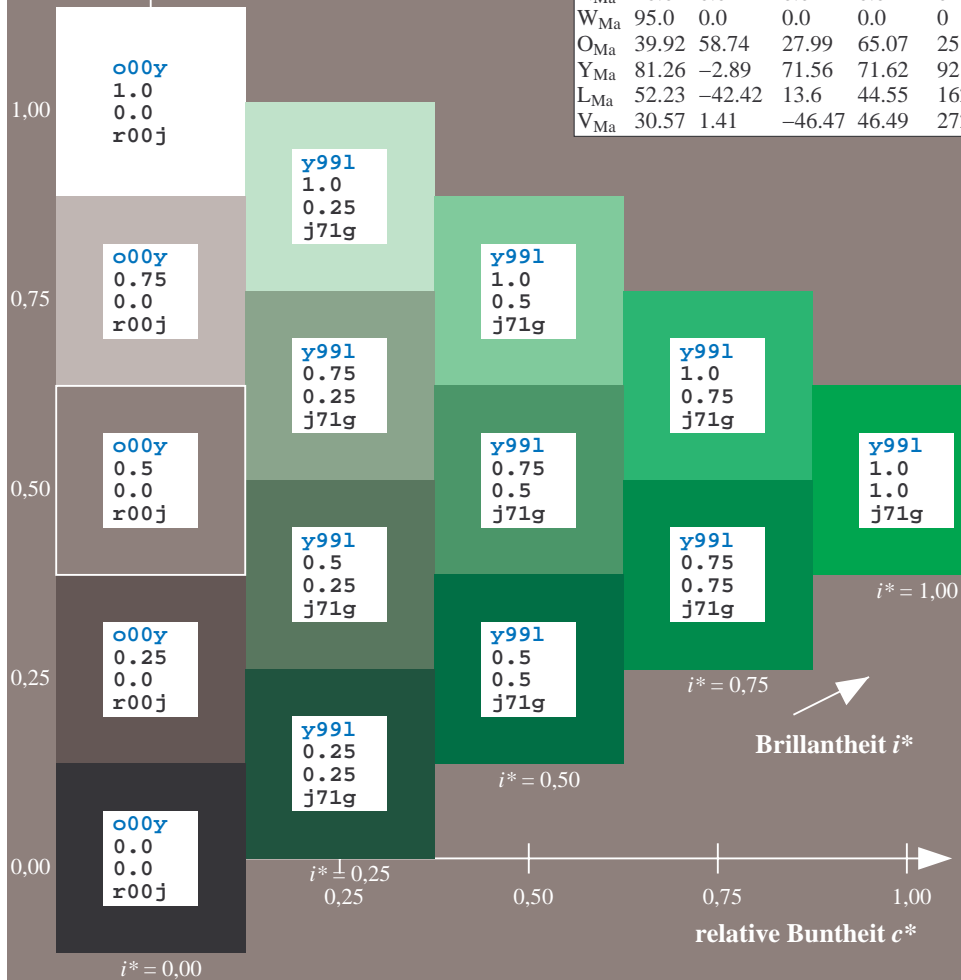 W_Ma 95.0 0.0 0.0 0.0 0
O_Ma 39.92 58.74 27.99 65.07 25
Y_Ma 81.26 −2.89 71.56 71.62 92
L_Ma 52.23 −42.42 13.6 44.55
V_Ma 30.57 1.41 −46.47 46.49
1,00
o00y
1.0
0.0
r00j
y99l
1.0
0.25
j71g
0,75
o00y
0.75
0.0
r00j
y99l
1.0
0.5
j71g
y99l
0.75
0.25
j71g
y99l
1.0
0.75
j71g
0,50
o00y
0.5
0.0
r00j
y99l
0.75
0.5
j71g
y99l
1.0
1.0
j71g
y99l
0.5
0.25
j71g
y99l
0.75
0.75
j71g
i* = 1,00
0,25
o00y
0.25
0.0
r00j
y99l
0.5
0.5
j71g
i* = 0,75
Brillantheit i*
y99l
0.25
0.25
j71g
i* = 0,50
0,00
o00y
0.0
0.0
r00j
i* = 0,25
0,25 0,50 0,75 1,00
relative Buntheit c*
i* = 0,00